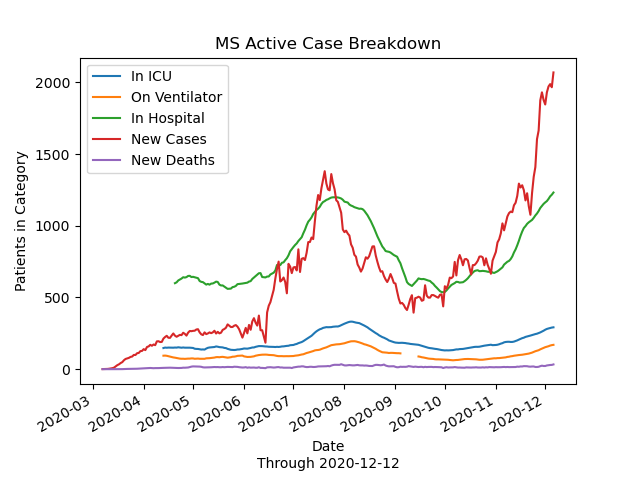 MS Active Case Breakdown
In ICU
On Ventilator
In Hospital
New Cases
New Deaths
Patients in Category
2000
1500
1000
500
0
2020-03
2020-04
2020-05
2020-06
2020-07
2020-08
2020-09
2020-10
2020-11
2020-12
Date
Through 2020-12-12